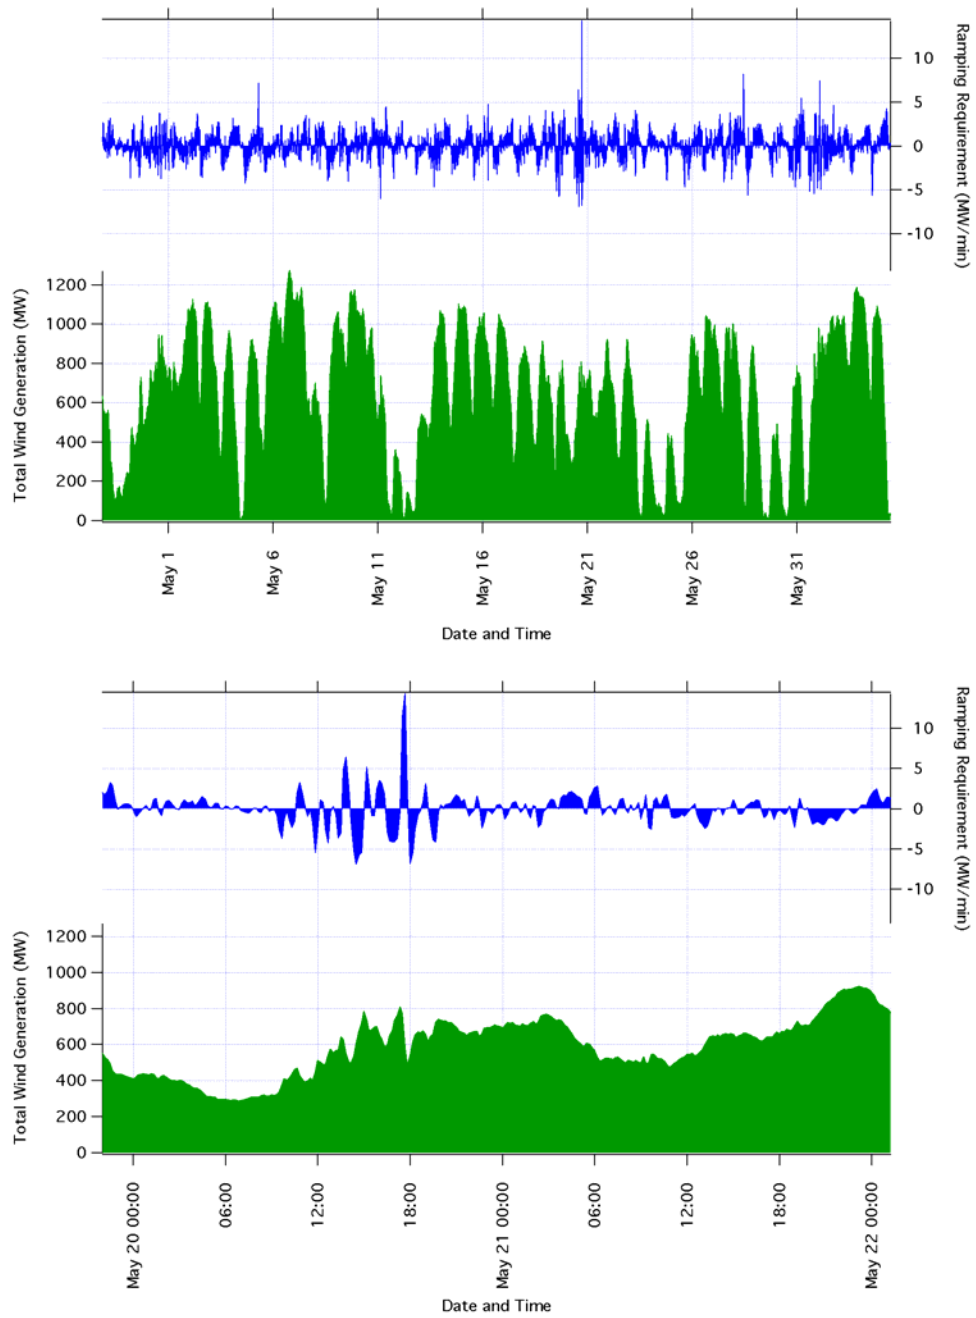 10
5
0
-5
-10
Ramping Requirement (MW/min)
1200
1000
800
600
400
200
0
Total Wind Generation (MW)
May 1
May 6
May 11
May 16
May 21
May 26
May 31
Date and Time
10
5
0
-5
-10
Ramping Requirement (MW/min)
1200
1000
800
600
400
200
0
Total Wind Generation (MW)
May 20 00:00
06:00
12:00
18:00
May 21 00:00
06:00
12:00
18:00
May 22 00:00
Date and Time